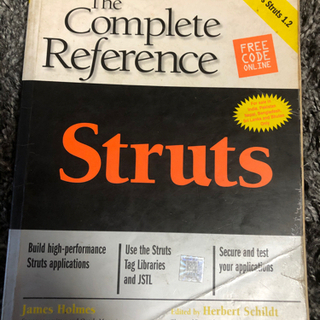 The
Complete
Reference
Struts 1.2
FREE
CODE
ONLINE
Struts
Build high-performance
Struts applications
Use the Struts
Tag Libraries
and JSTL
Secure and test
your applications
James Holmes
Edited by Herbert Schildt